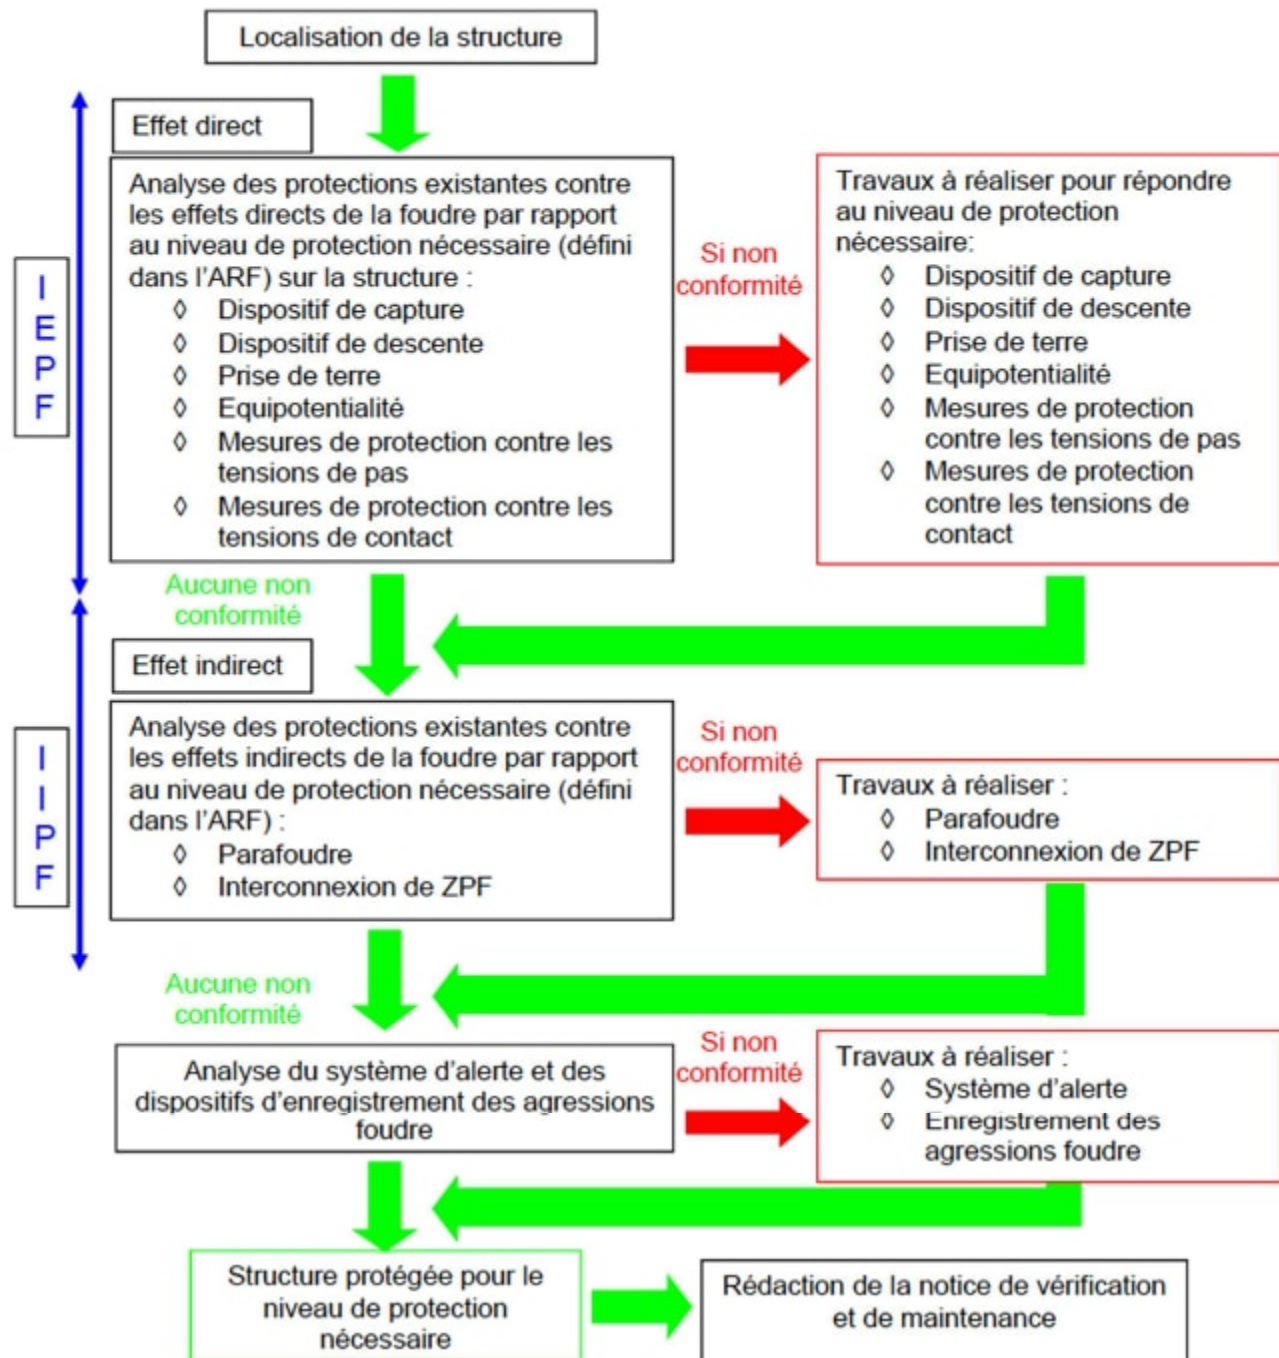 Localisation de la structure
Effet direct
Analyse des protections existantes contre
les effets directs de la foudre par rapport
au niveau de protection nécessaire (défini
dans l'ARF) sur la structure :
◊ Dispositif de capture
◊ Dispositif de descente
◊ Prise de terre
◊ Equipotentialité
◊ Mesures de protection contre les
tensions de pas
◊ Mesures de protection contre les
tensions de contact
I
E
P
F
Si non
conformité
Travaux à réaliser pour répondre
au niveau de protection
nécessaire:
◊ Dispositif de capture
◊ Dispositif de descente
◊ Prise de terre
◊ Equipotentialité
◊ Mesures de protection
contre les tensions de pas
◊ Mesures de protection
contre les tensions de
contact
Aucune non
conformité
Effet indirect
Analyse des protections existantes contre
les effets indirects de la foudre par rapport
au niveau de protection nécessaire (défini
dans l'ARF) :
◊ Parafoudre
◊ Interconnexion de ZPF
I
I
P
F
Si non
conformité
Travaux à réaliser :
◊ Parafoudre
◊ Interconnexion de ZPF
Aucune non
conformité
Analyse du système d'alerte et des
dispositifs d'enregistrement des agressions
foudre
Si non
conformité
Travaux à réaliser :
◊ Système d'alerte
◊ Enregistrement des
agressions foudre
Structure protégée pour le
niveau de protection
nécessaire
Rédaction de la notice de vérification
et de maintenance